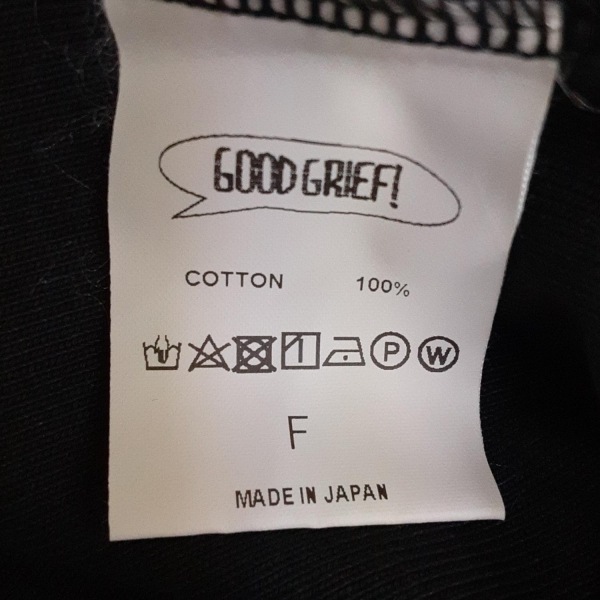 GOOD GRIEF!
COTTON 100%
P W
F
MADE IN JAPAN